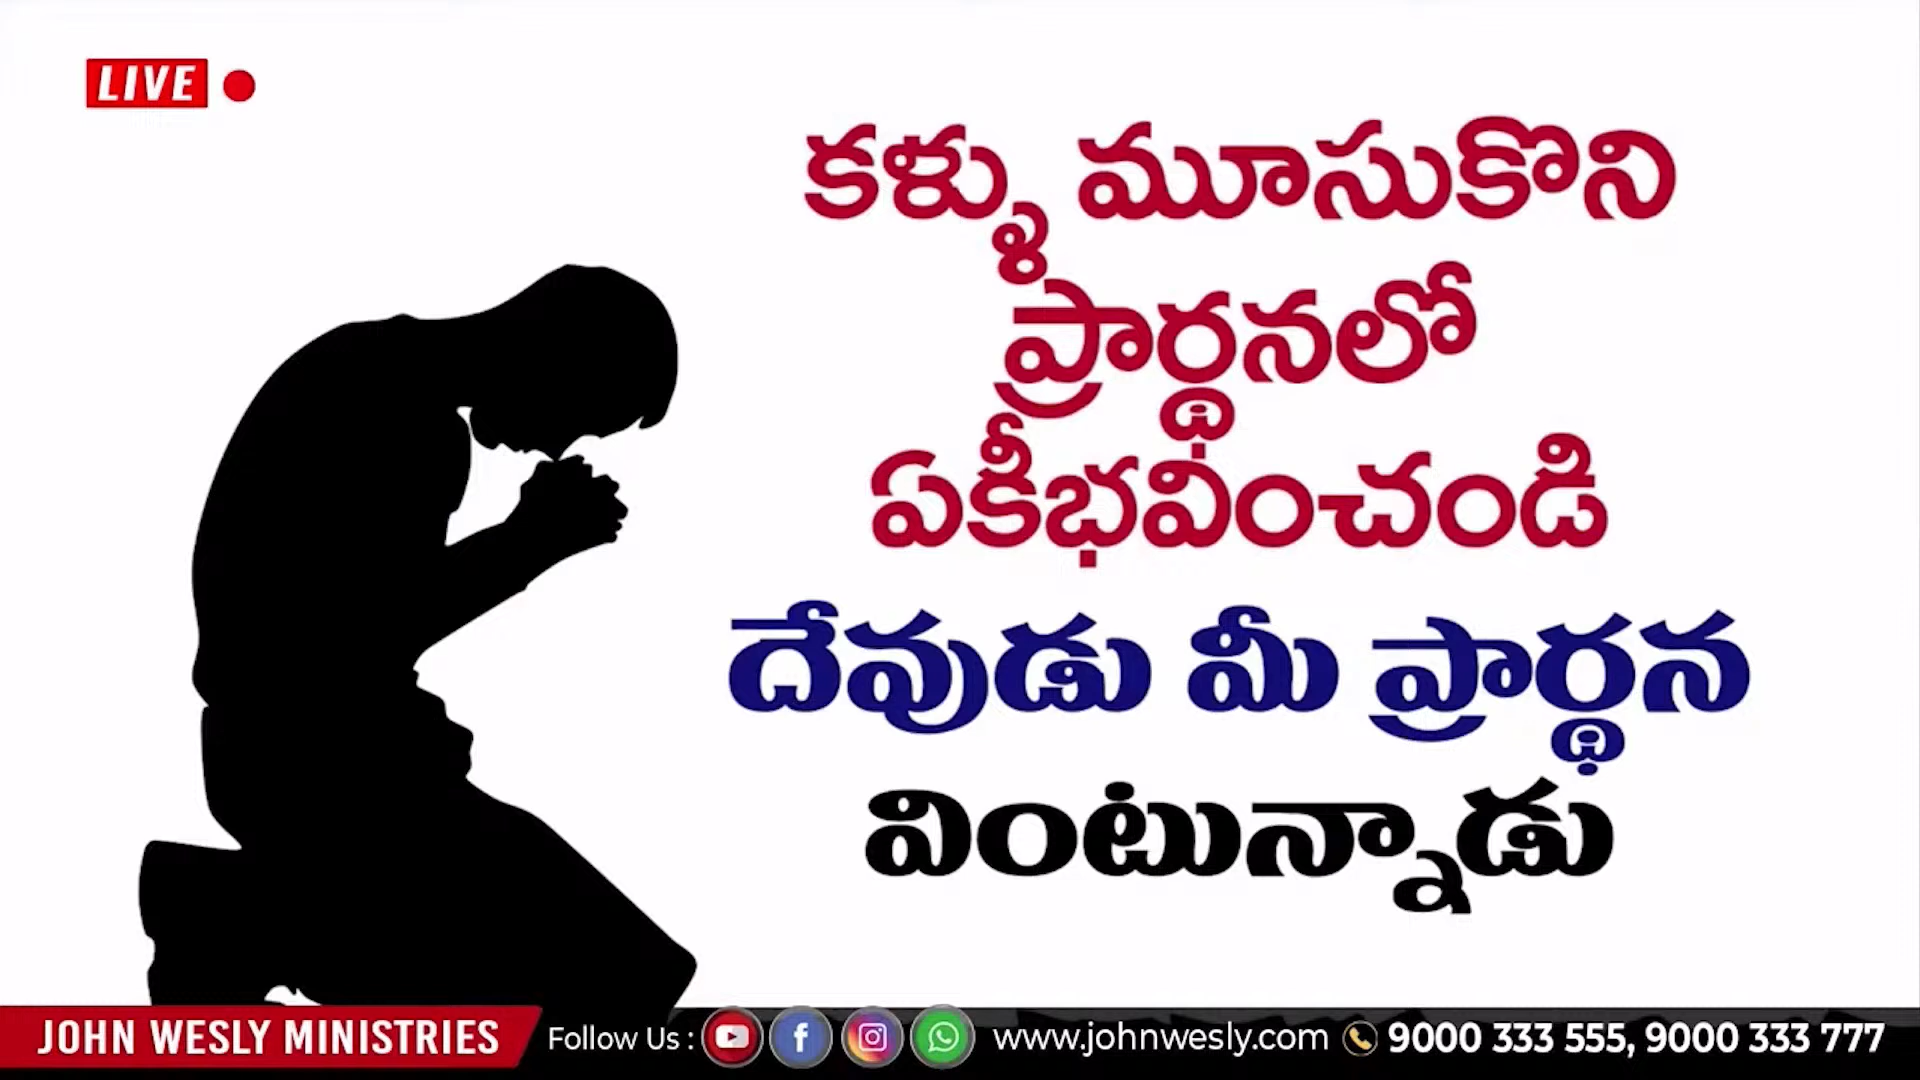 LIVE
కళ్ళు మూసుకొని
ప్రార్థనలో
ఏకీభవించండి
దేవుడు మీ ప్రార్థన
వింటున్నాడు
JOHN WESLY MINISTRIES Follow Us : www.johnwesly.com 9000 333 555, 9000 333 777